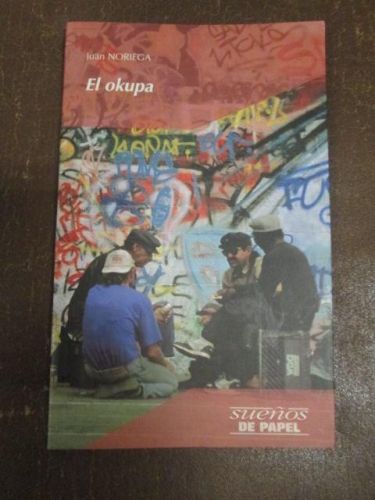 Juan NORIEGA
El okupa
sueños
DE PAPEL